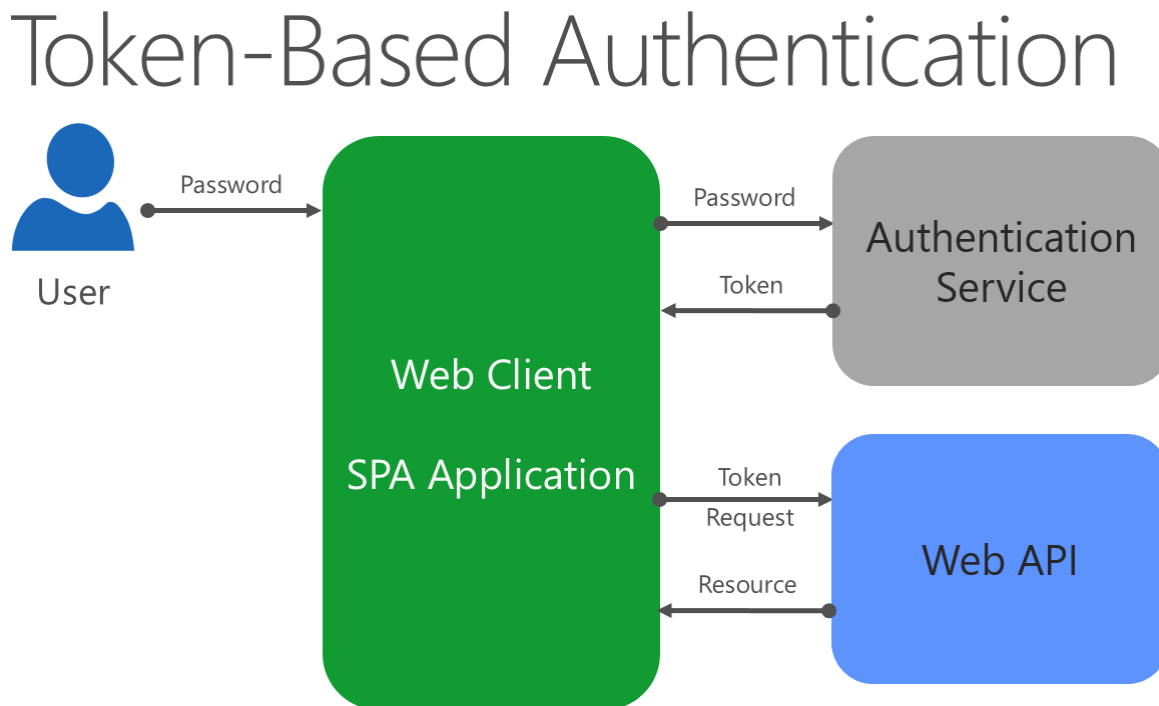 Token-Based Authentication
Password
User
Web Client
SPA Application
Password
Token
Authentication
Service
Token
Request
Resource
Web API